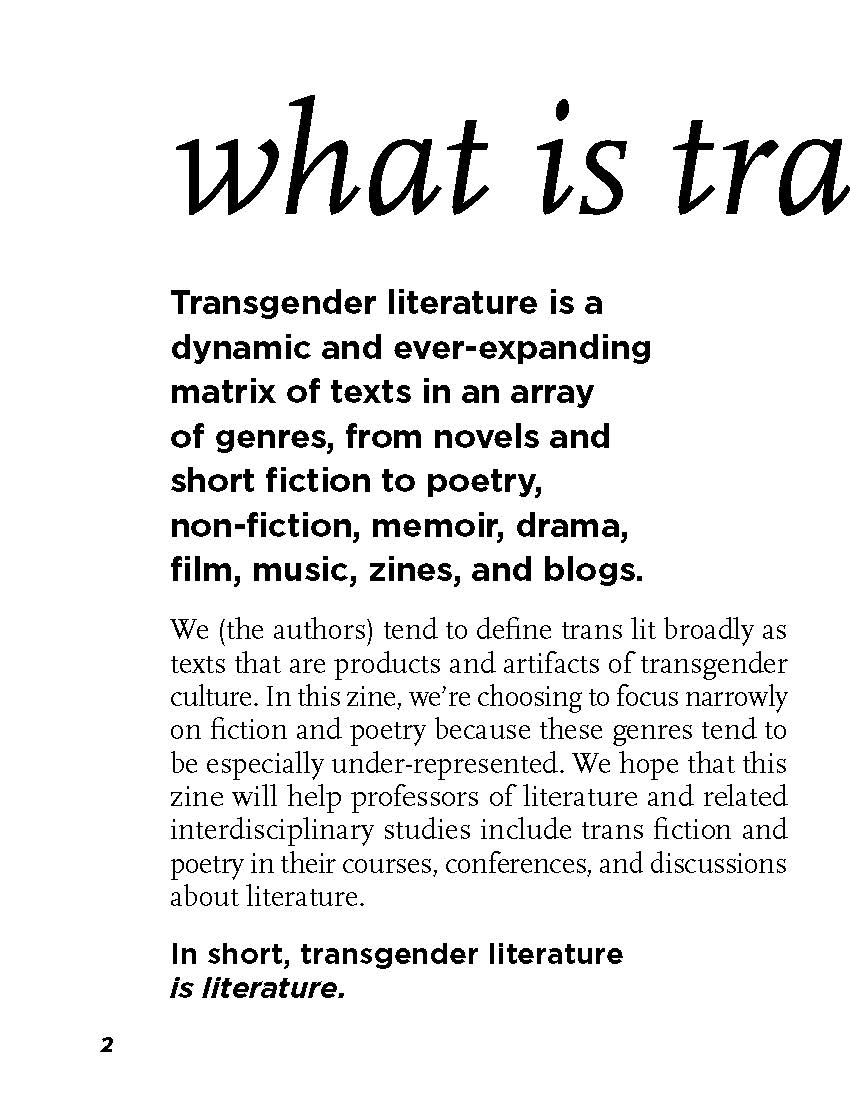 what is tra
Transgender literature is a
dynamic and ever-expanding
matrix of texts in an array
of genres, from novels and
short fiction to poetry,
non-fiction, memoir, drama,
film, music, zines, and blogs.
We (the authors) tend to define trans lit broadly as
texts that are products and artifacts of transgender
culture. In this zine, we’re choosing to focus narrowly
on fiction and poetry because these genres tend to
be especially under-represented. We hope that this
zine will help professors of literature and related
interdisciplinary studies include trans fiction and
poetry in their courses, conferences, and discussions
about literature.
In short, transgender literature
is literature.
2